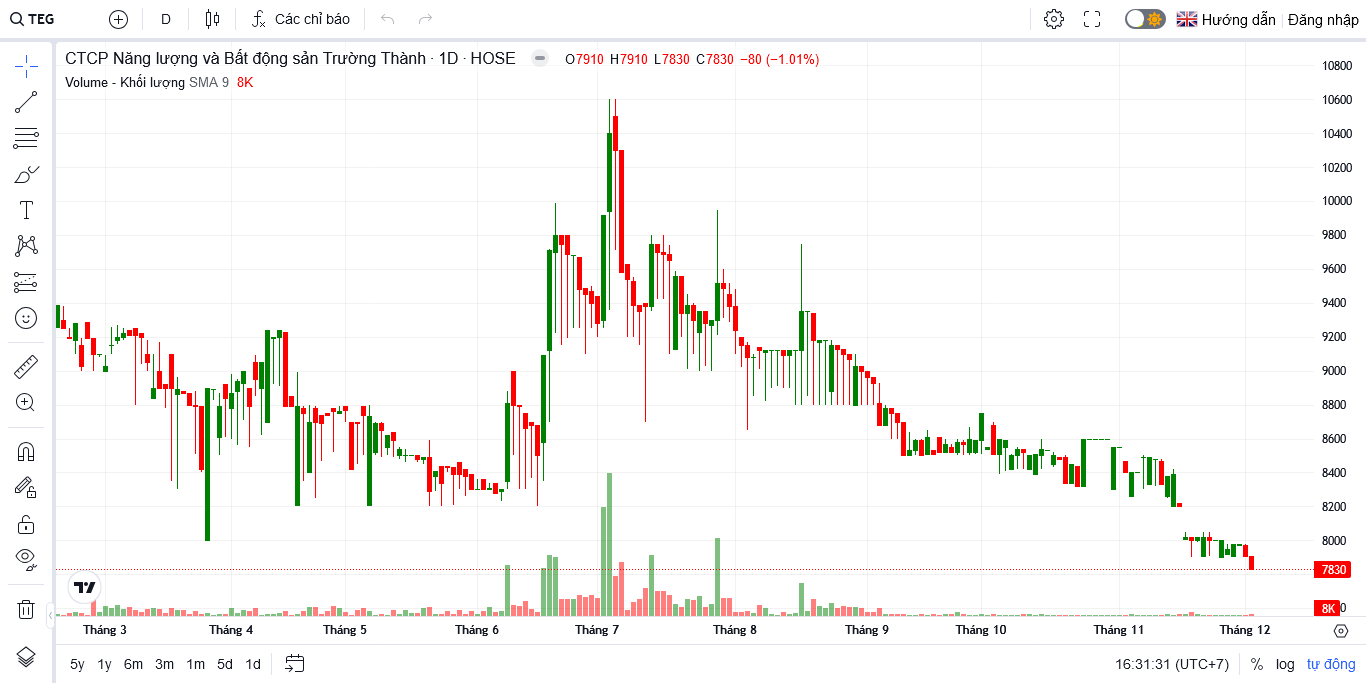 TEG D Các chỉ báo Hướng dẫn Đăng nhập
CTCP Năng lượng và Bất động sản Trường Thành · 1D · HOSE O7910 H7910 L7830 C7830 −80 (−1.01%)
Volume - Khối lượng SMA 9 8K
10800
10600
10400
10200
10000
9800
9600
9400
9200
9000
8800
8600
8400
8200
8000
7830
8K
Tháng 3 Tháng 4 Tháng 5 Tháng 6 Tháng 7 Tháng 8 Tháng 9 Tháng 10 Tháng 11 Tháng 12
5y 1y 6m 3m 1m 5d 1d 16:31:31 (UTC+7) % log tự động